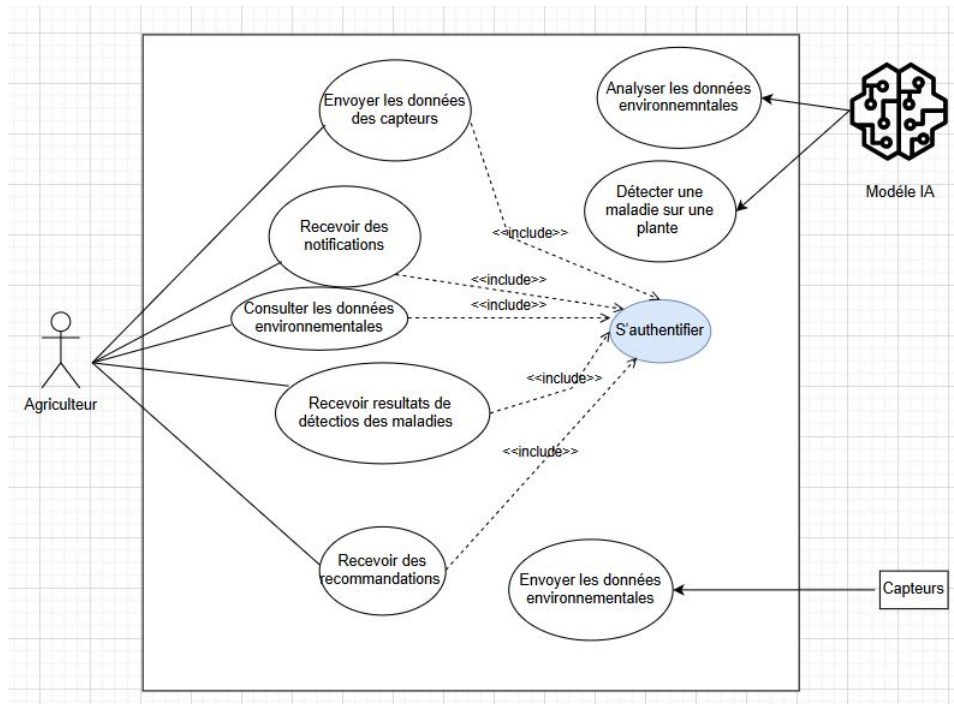 Envoyer les données
des capteurs
Analyser les données
environnemntales
Modéle IA
Détecter une
maladie sur une
plante
Recevoir des
notifications
<<include>>
<<include>>
Consulter les données
environnementales
<<include>>
S'authentifier
Agriculteur
<<include>>
Recevoir resultats de
détectios des maladies
<<include>>
Recevoir des
recommandations
Envoyer les données
environnementales
Capteurs